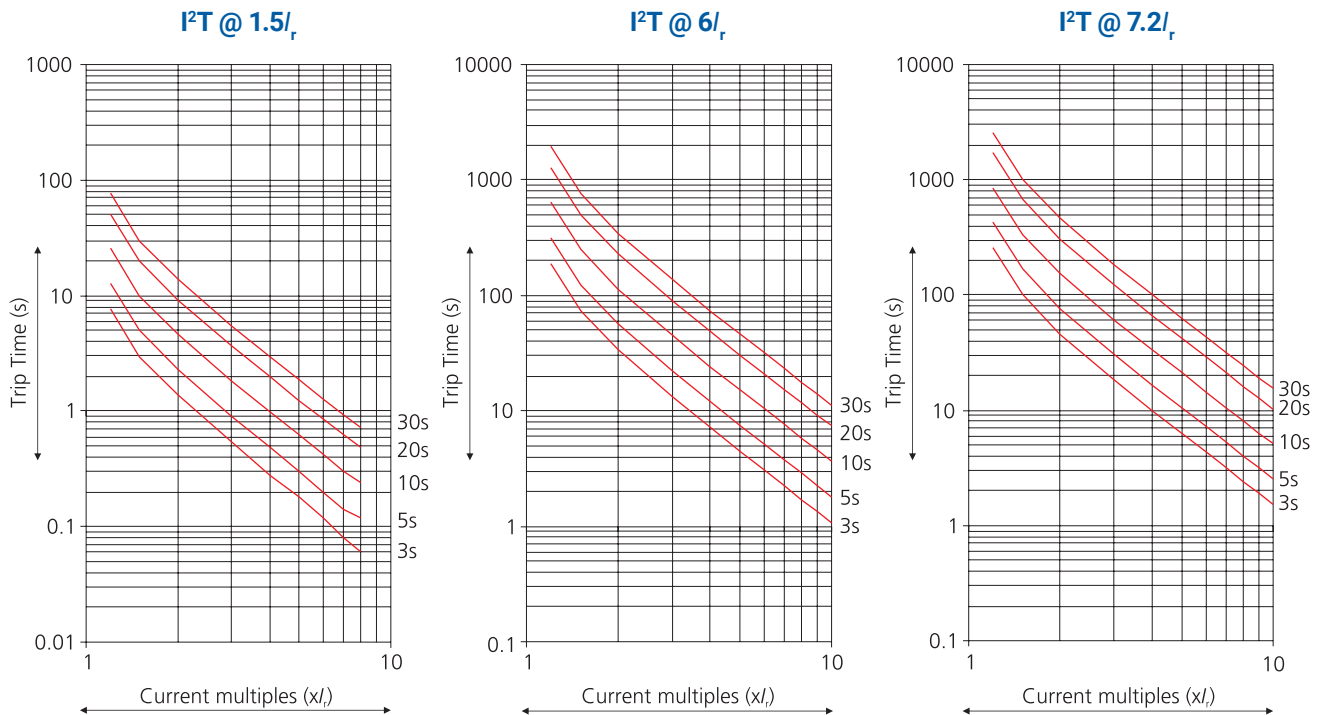 I²T @ 1.5Iᵣ
1000
100
10
1
0.1
0.01
Trip Time (s)
30s
20s
10s
5s
3s
1
10
Current multiples (xIᵣ)
I²T @ 6Iᵣ
10000
1000
100
10
1
0.1
Trip Time (s)
30s
20s
10s
5s
3s
1
10
Current multiples (xIᵣ)
I²T @ 7.2Iᵣ
10000
1000
100
10
1
0.1
Trip Time (s)
30s
20s
10s
5s
3s
1
10
Current multiples (xIᵣ)